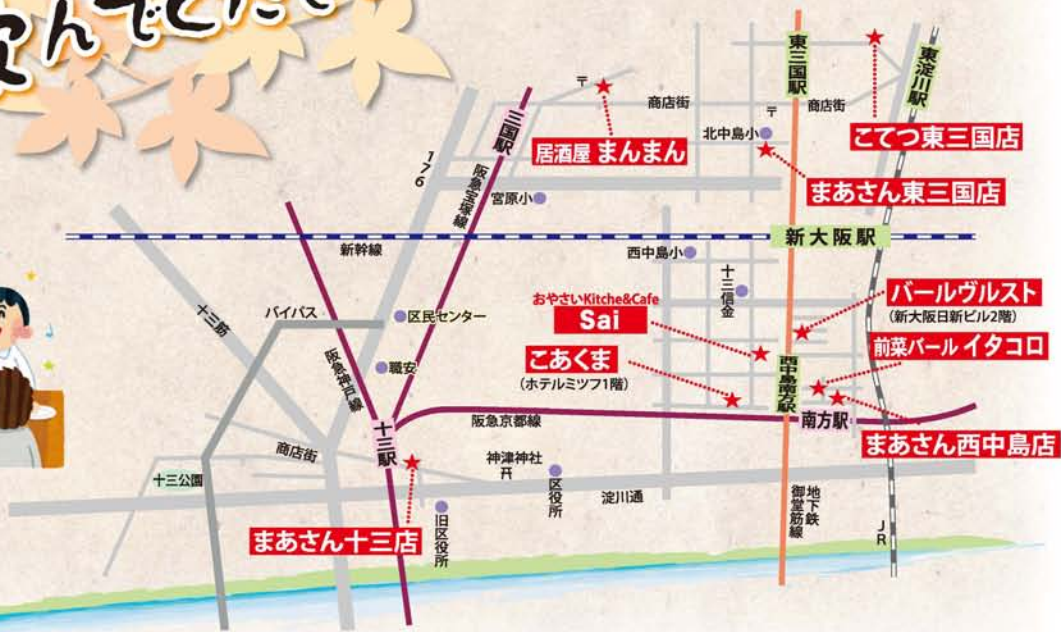 飲んでとだて
東三国駅
東淀川駅
〒
商店街
〒
商店街
こてつ東三国店
三国駅
北中島小
居酒屋 まんまん
まあさん東三国店
176
阪急宝塚線
宮原小
新幹線
新大阪駅
西中島小
十三信金
おやさいKitche&Cafe
Sai
バールヴルスト
(新大阪日新ビル2階)
十三筋
バイパス
区民センター
前菜バール イタコロ
こあくま
(ホテルミツフ1階)
阪急神戸線
職安
西中島南方駅
阪急京都線
南方駅
十三駅
まあさん西中島店
商店街
神津神社
十三公園
区役所
淀川通
地下鉄
御堂筋線
旧区役所
まあさん十三店
JR